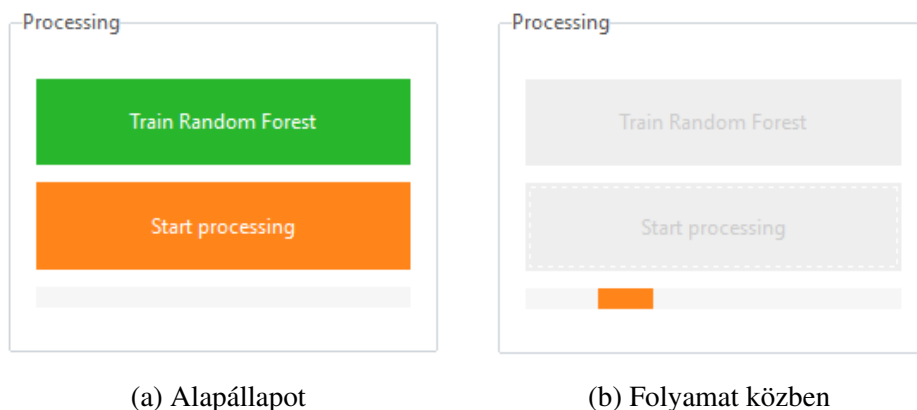 Processing
Train Random Forest
Start processing
(a) Alapállapot
Processing
Train Random Forest
Start processing
(b) Folyamat közben